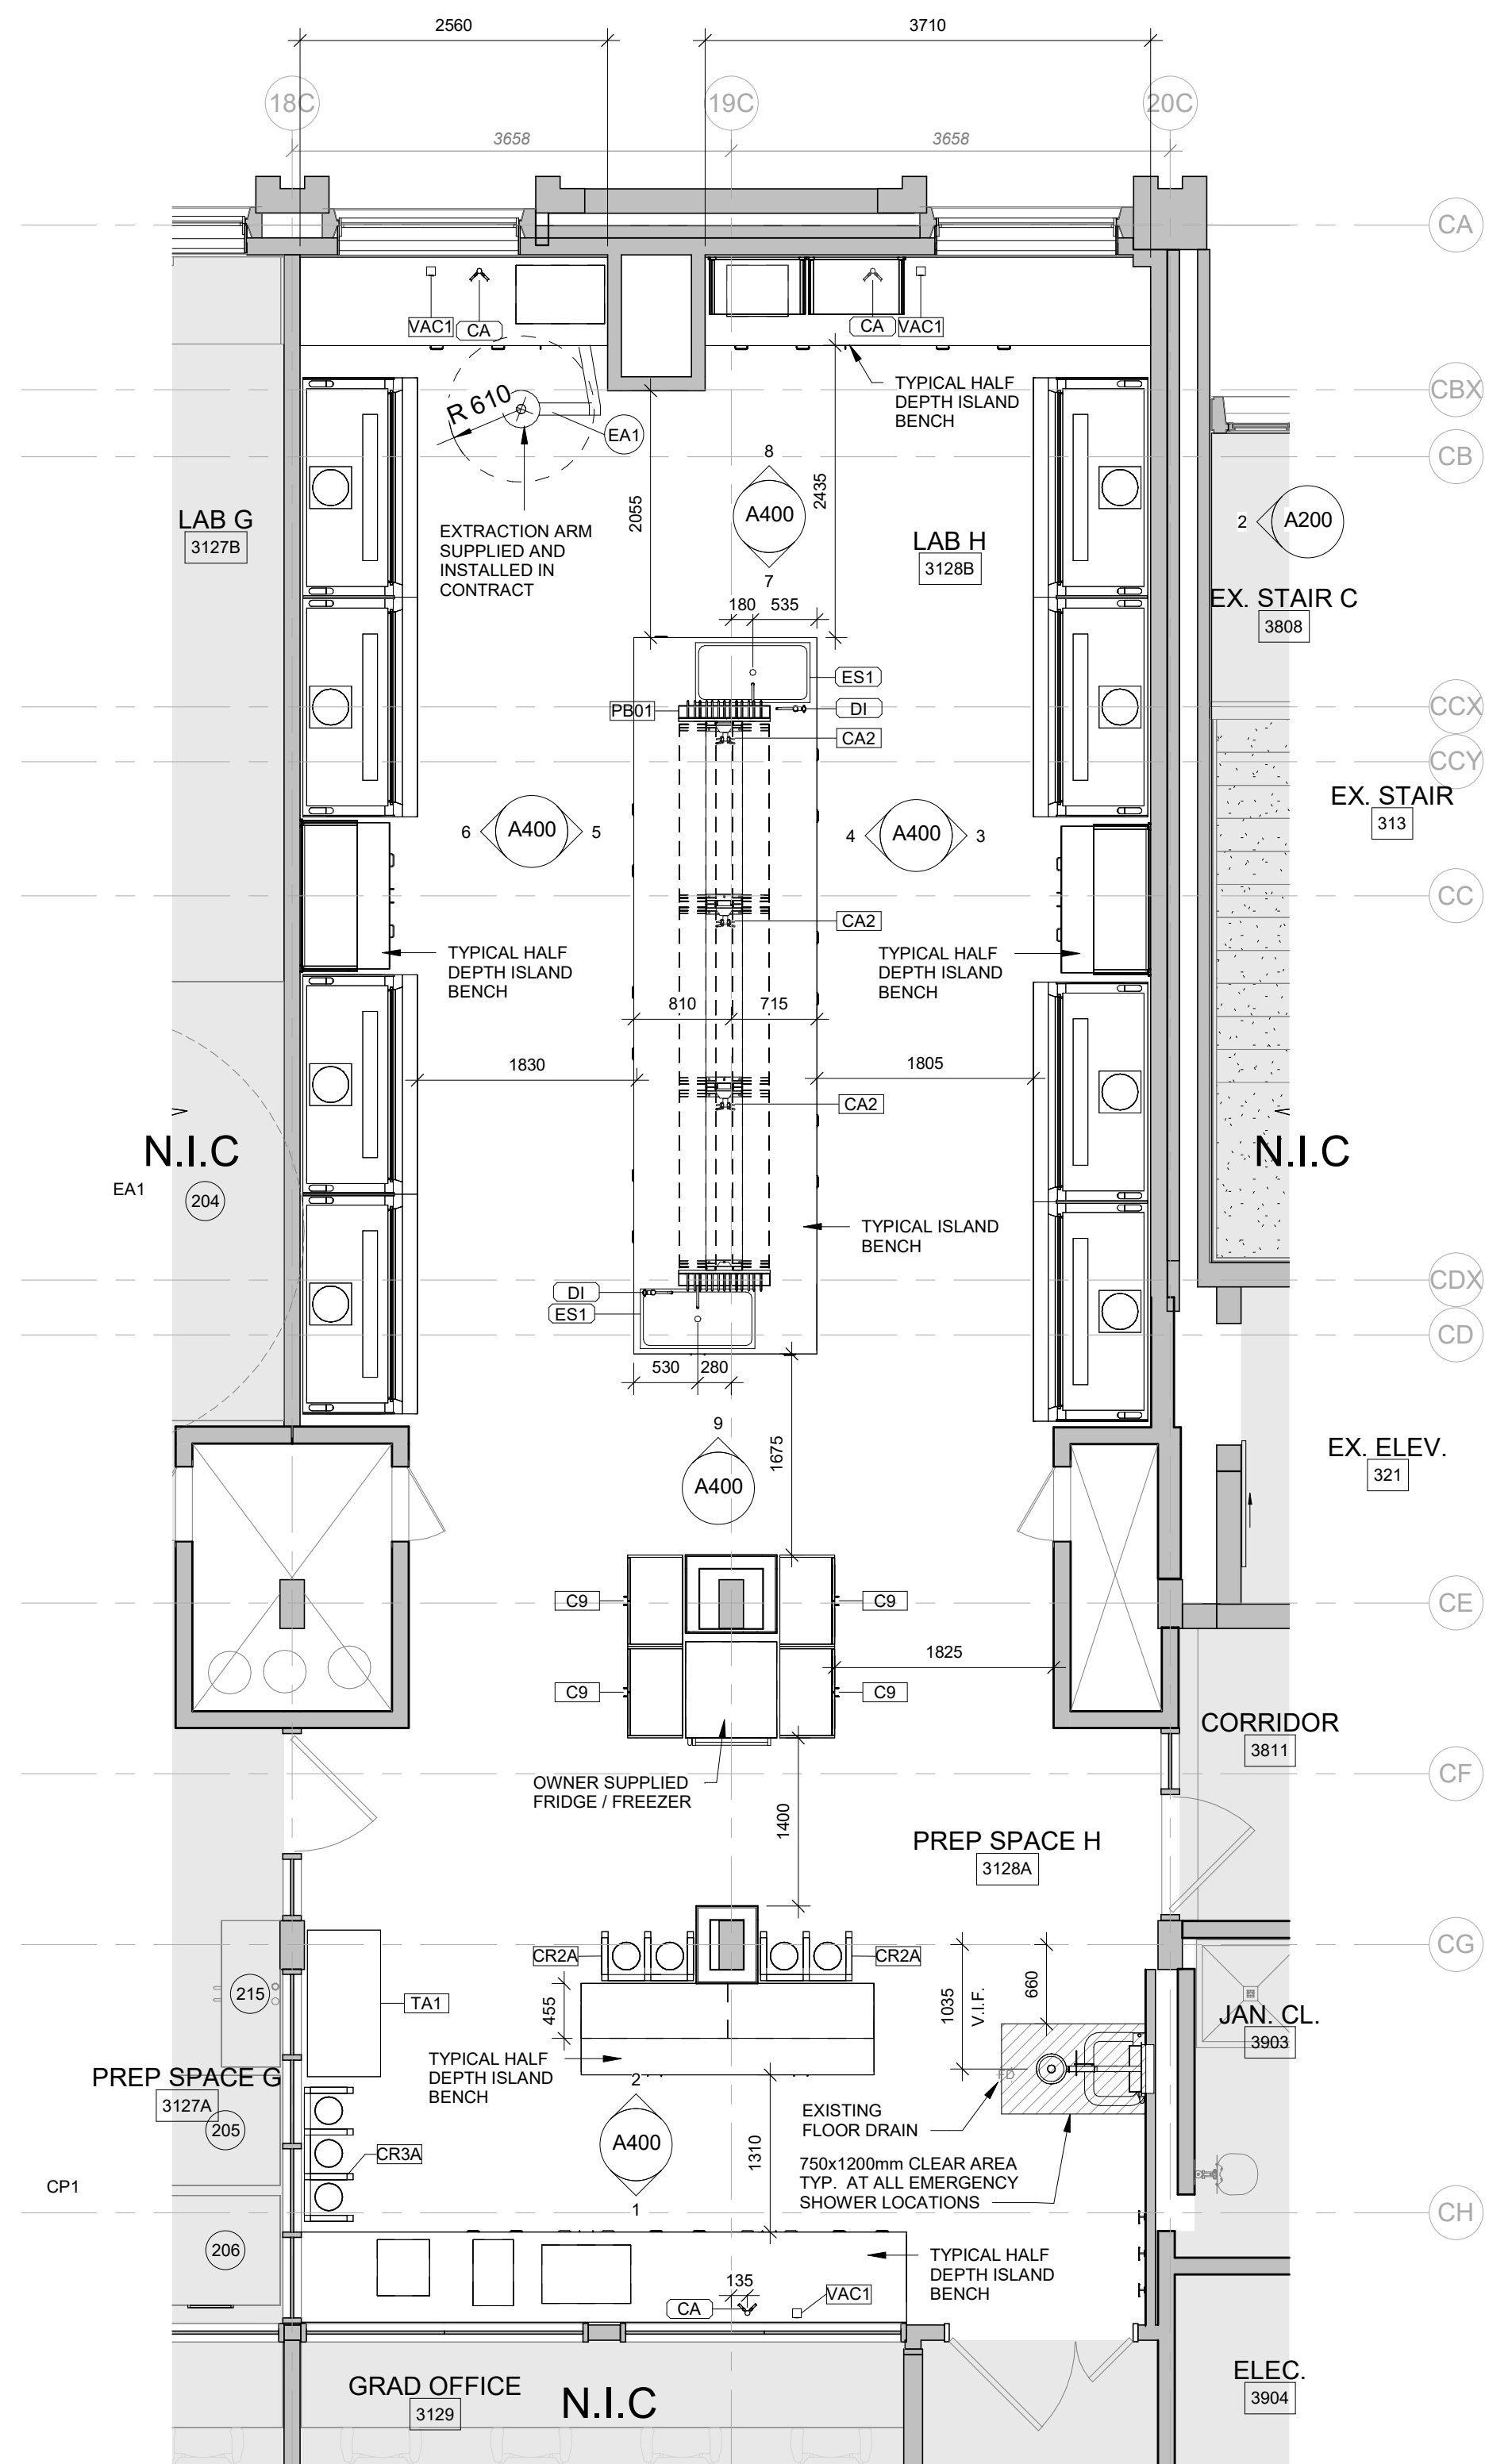 2560
3710
18C
19C
20C
3658
3658
CA
VAC1
CA
CA
VAC1
TYPICAL HALF
DEPTH ISLAND
BENCH
CBX
R 610
EA1
CB
8
A400
7
2055
2435
EXTRACTION ARM
SUPPLIED AND
INSTALLED IN
CONTRACT
LAB G
3127B
LAB H
3128B
2
A200
EX. STAIR C
3808
180
535
ES1
PB01
DI
CA2
CCX
CCY
EX. STAIR
313
6
A400
5
4
A400
3
CC
CA2
TYPICAL HALF
DEPTH ISLAND
BENCH
TYPICAL HALF
DEPTH ISLAND
BENCH
810
715
1830
1805
CA2
N.I.C
N.I.C
EA1
204
TYPICAL ISLAND
BENCH
CDX
DI
ES1
CD
530
280
9
A400
1675
EX. ELEV.
321
C9
C9
CE
1825
C9
C9
CORRIDOR
3811
CF
OWNER SUPPLIED
FRIDGE / FREEZER
1400
PREP SPACE H
3128A
CG
CR2A
CR2A
215
TA1
455
1035
V.I.F.
660
JAN. CL.
3903
TYPICAL HALF
DEPTH ISLAND
BENCH
FD
PREP SPACE G
3127A
205
2
A400
1
EXISTING
FLOOR DRAIN
1310
CR3A
750x1200mm CLEAR AREA
TYP. AT ALL EMERGENCY
SHOWER LOCATIONS
CP1
CH
206
TYPICAL HALF
DEPTH ISLAND
BENCH
135
CA
VAC1
GRAD OFFICE
3129
N.I.C
ELEC.
3904